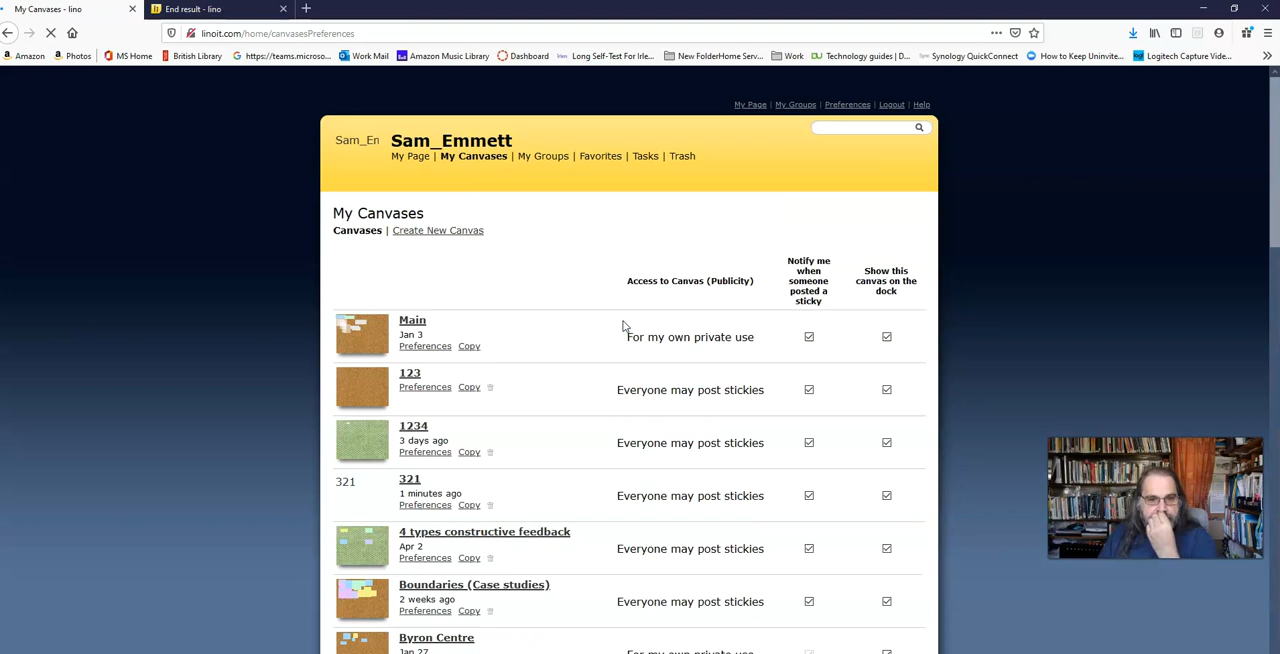 My Canvases - lino
End result - lino
linoit.com/home/canvasesPreferences
Amazon
Photos
MS Home
British Library
https://teams.microso...
Work Mail
Amazon Music Library
Dashboard
Long Self-Test For Irle...
New FolderHome Serv...
Work
Technology guides | D...
Synology QuickConnect
How to Keep Uninvite...
Logitech Capture Vide...
My Page | My Groups | Preferences | Logout | Help
Sam_En
Sam_Emmett
My Page | My Canvases | My Groups | Favorites | Tasks | Trash
My Canvases
Canvases | Create New Canvas
Access to Canvas (Publicity)
Notify me
when
someone
posted a
sticky
Show this
canvas on the
dock
Main
Jan 3
Preferences Copy
For my own private use
123
Preferences Copy
Everyone may post stickies
1234
3 days ago
Preferences Copy
Everyone may post stickies
321
321
1 minutes ago
Preferences Copy
Everyone may post stickies
4 types constructive feedback
Apr 2
Preferences Copy
Everyone may post stickies
Boundaries (Case studies)
2 weeks ago
Preferences Copy
Everyone may post stickies
Byron Centre
Jan 27
For my own private use